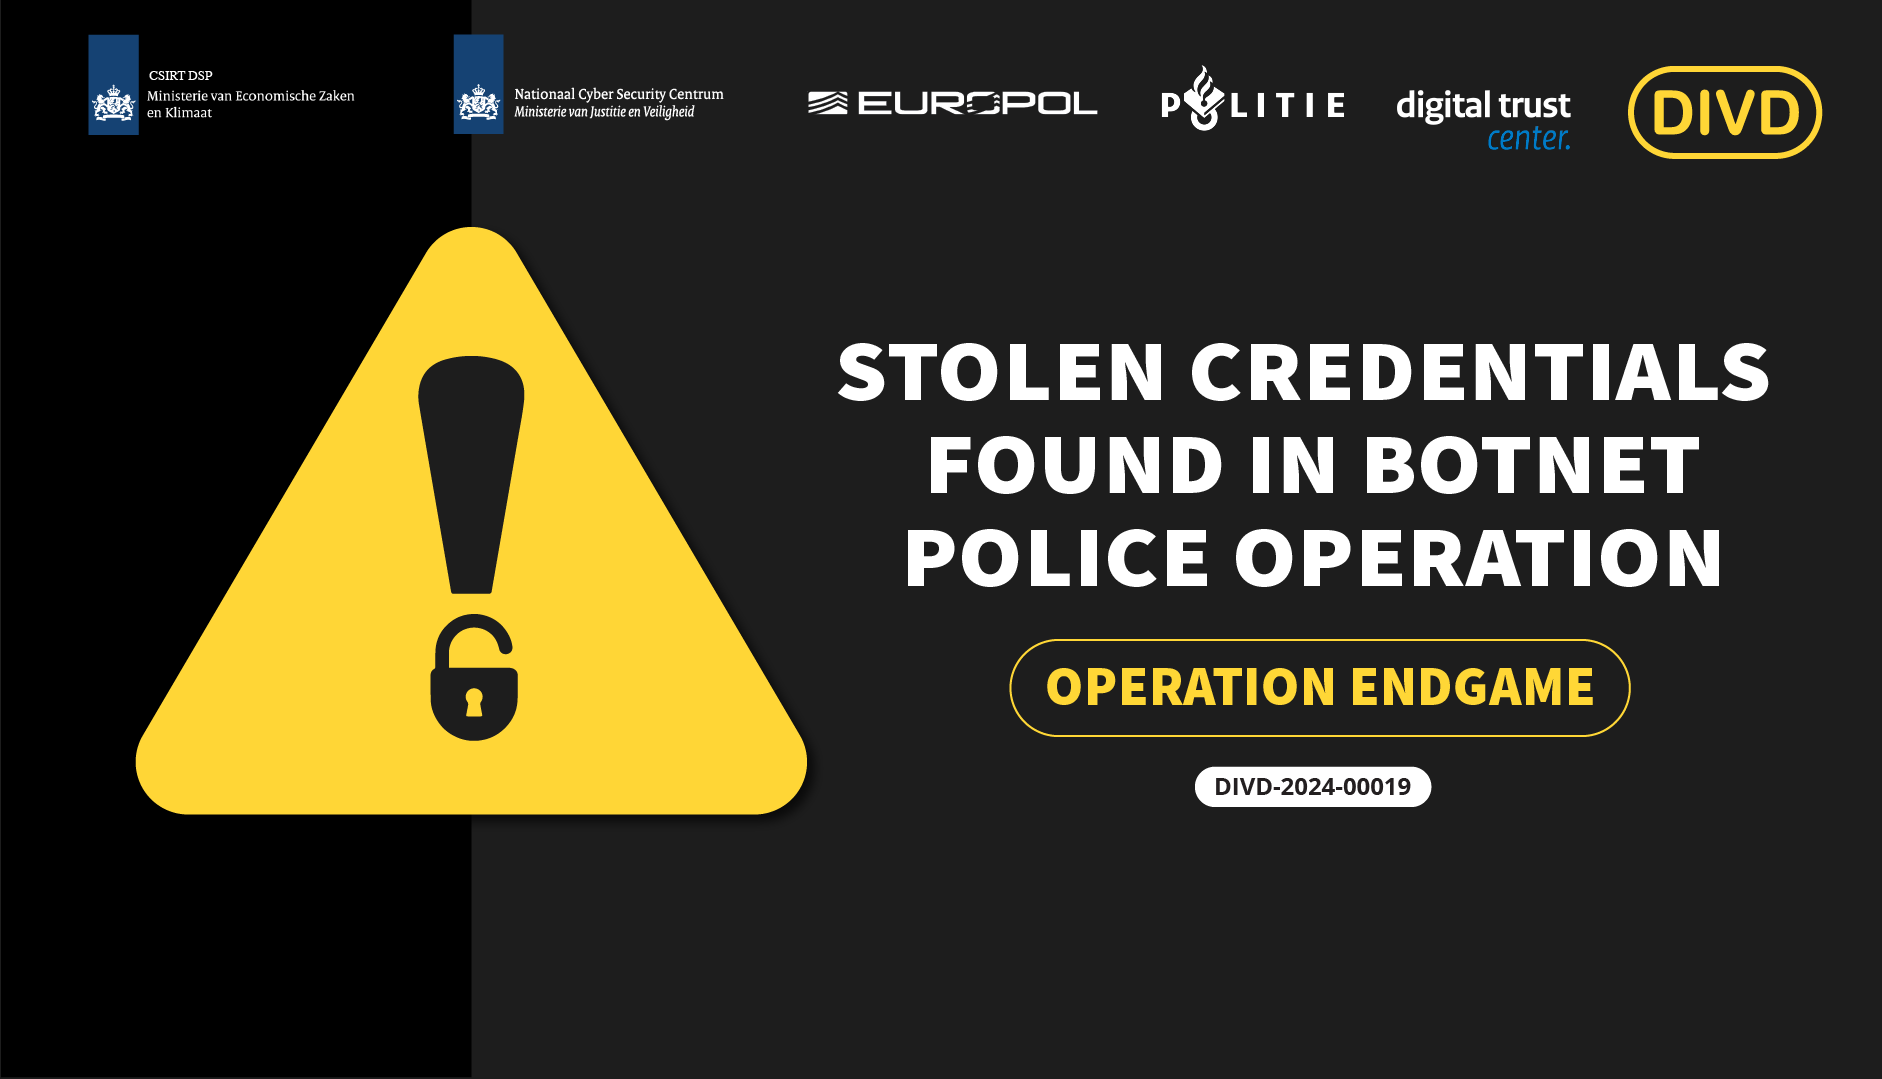 CSIRT DSP
Ministerie van Economische Zaken
en Klimaat
Nationaal Cyber Security Centrum
Ministerie van Justitie en Veiligheid
EUROPOL
POLITIE
digital trust
center.
DIVD
STOLEN CREDENTIALS
FOUND IN BOTNET
POLICE OPERATION
OPERATION ENDGAME
DIVD-2024-00019